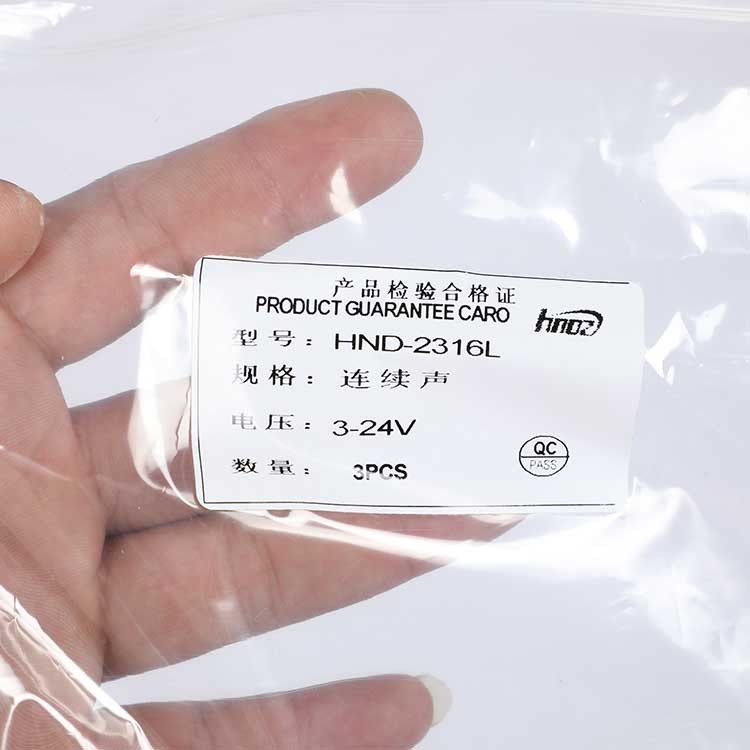 产品检验合格证
PRODUCT GUARANTEE CARO
hnDz
型号：HND-2316L
规格：连续声
电压：3-24V
数量：3PCS
QC
PASS